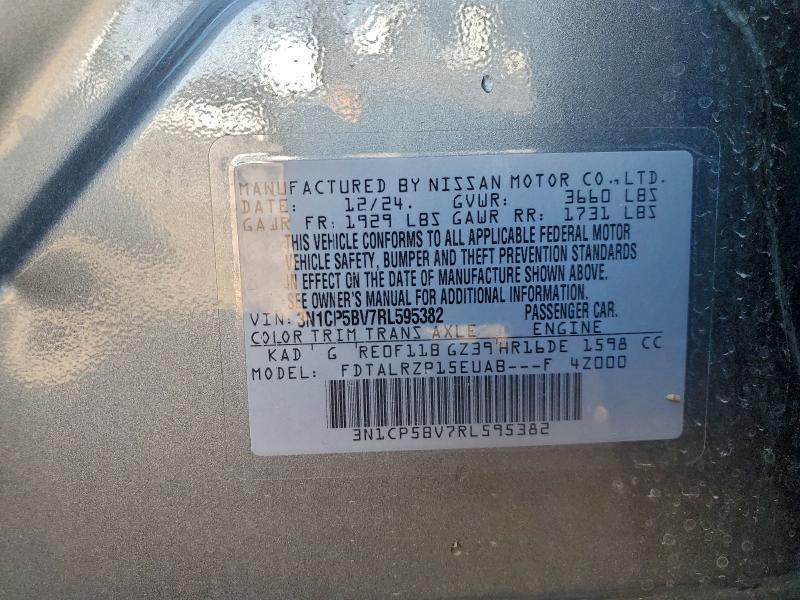 MANUFACTURED BY NISSAN MOTOR CO., LTD.
DATE: 12/24. GVWR: 3660 LBS
GAWR FR: 1929 LBS GAWR RR: 1731 LBS
THIS VEHICLE CONFORMS TO ALL APPLICABLE FEDERAL MOTOR
VEHICLE SAFETY, BUMPER AND THEFT PREVENTION STANDARDS
IN EFFECT ON THE DATE OF MANUFACTURE SHOWN ABOVE.
SEE OWNER'S MANUAL FOR ADDITIONAL INFORMATION.
VIN: 3N1CP5BV7RL595382 PASSENGER CAR.
COLOR TRIM TRANS AXLE ENGINE
KAD G RE0F11B GZ39 HR16DE 1598 CC
MODEL: FDTALRZP15EUAB---F 4Z000
3N1CP5BV7RL595382